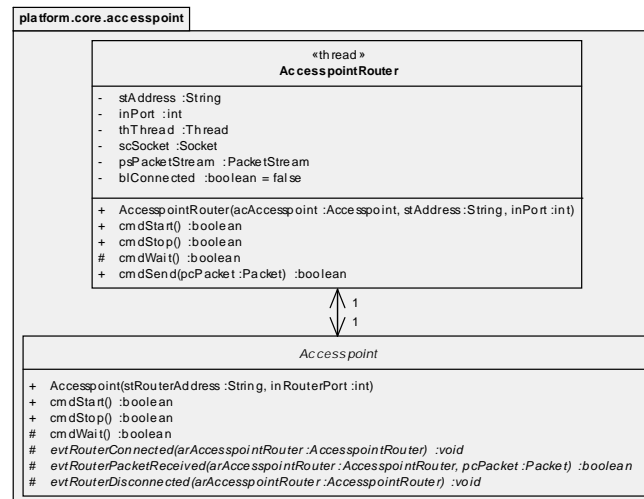 platform.core.accesspoint
«thread»
AccesspointRouter
- stAddress :String
- inPort :int
- thThread :Thread
- scSocket :Socket
- psPacketStream :PacketStream
- blConnected :boolean = false
+ AccesspointRouter(acAccesspoint :Accesspoint, stAddress :String, inPort :int)
+ cmdStart() :boolean
+ cmdStop() :boolean
# cmdWait() :boolean
+ cmdSend(pcPacket :Packet) :boolean
1
1
Accesspoint
+ Accesspoint(stRouterAddress :String, inRouterPort :int)
+ cmdStart() :boolean
+ cmdStop() :boolean
# cmdWait() :boolean
# evtRouterConnected(arAccesspointRouter :AccesspointRouter) :void
# evtRouterPacketReceived(arAccesspointRouter :AccesspointRouter, pcPacket :Packet) :boolean
# evtRouterDisconnected(arAccesspointRouter :AccesspointRouter) :void